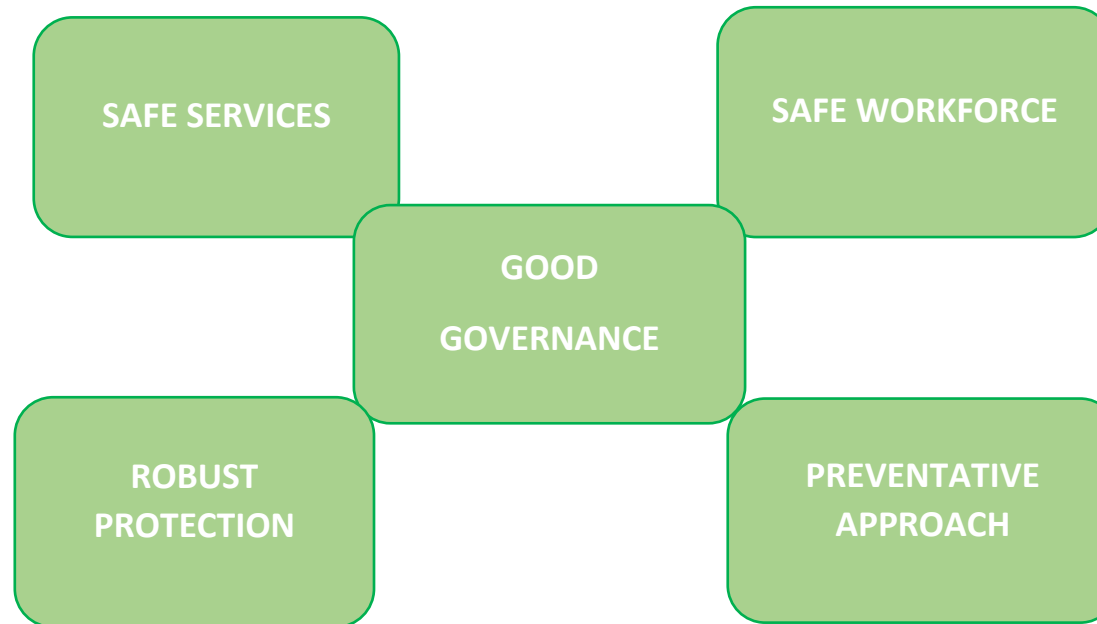 SAFE SERVICES
SAFE WORKFORCE
GOOD
GOVERNANCE
ROBUST
PROTECTION
PREVENTATIVE
APPROACH